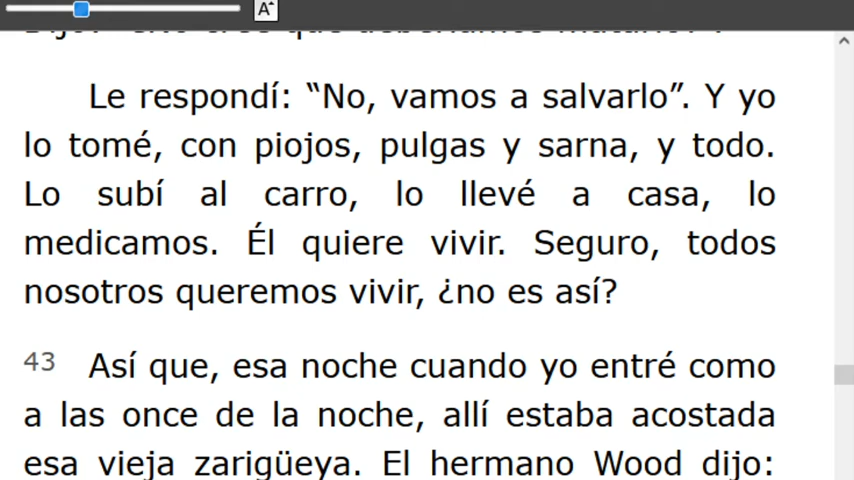 A
Le respondí: “No, vamos a salvarlo”. Y yo
lo tomé, con piojos, pulgas y sarna, y todo.
Lo subí al carro, lo llevé a casa, lo
medicamos. Él quiere vivir. Seguro, todos
nosotros queremos vivir, ¿no es así?
43 Así que, esa noche cuando yo entré como
a las once de la noche, allí estaba acostada
esa vieja zarigüeya. El hermano Wood dijo: